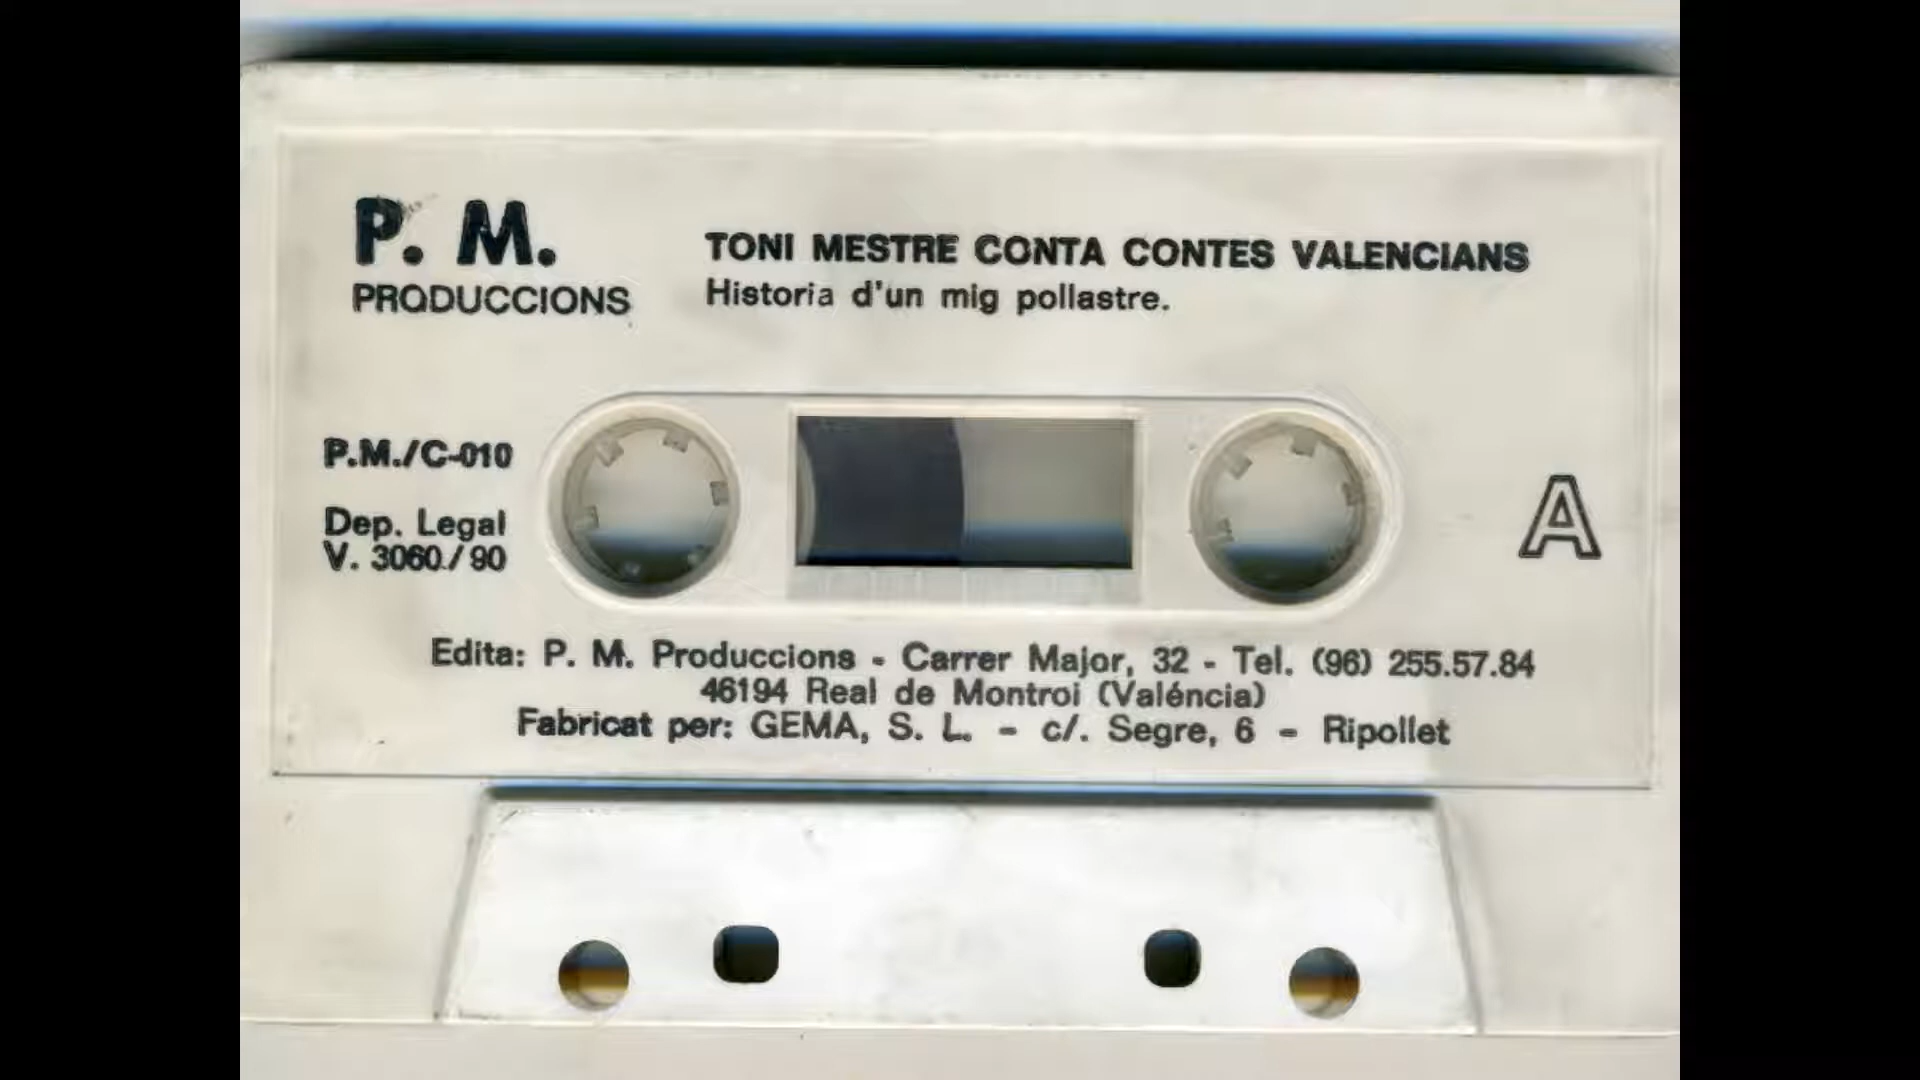 P. M.
PRODUCCIONS
TONI MESTRE CONTA CONTES VALENCIANS
Historia d'un mig pollastre.
P.M./C-010
Dep. Legal
V. 3060/90
A
Edita: P. M. Produccions - Carrer Major, 32 - Tel. (96) 255.57.84
46194 Real de Montroi (Valéncia)
Fabricat per: GEMA, S. L. - c/. Segre, 6 - Ripollet